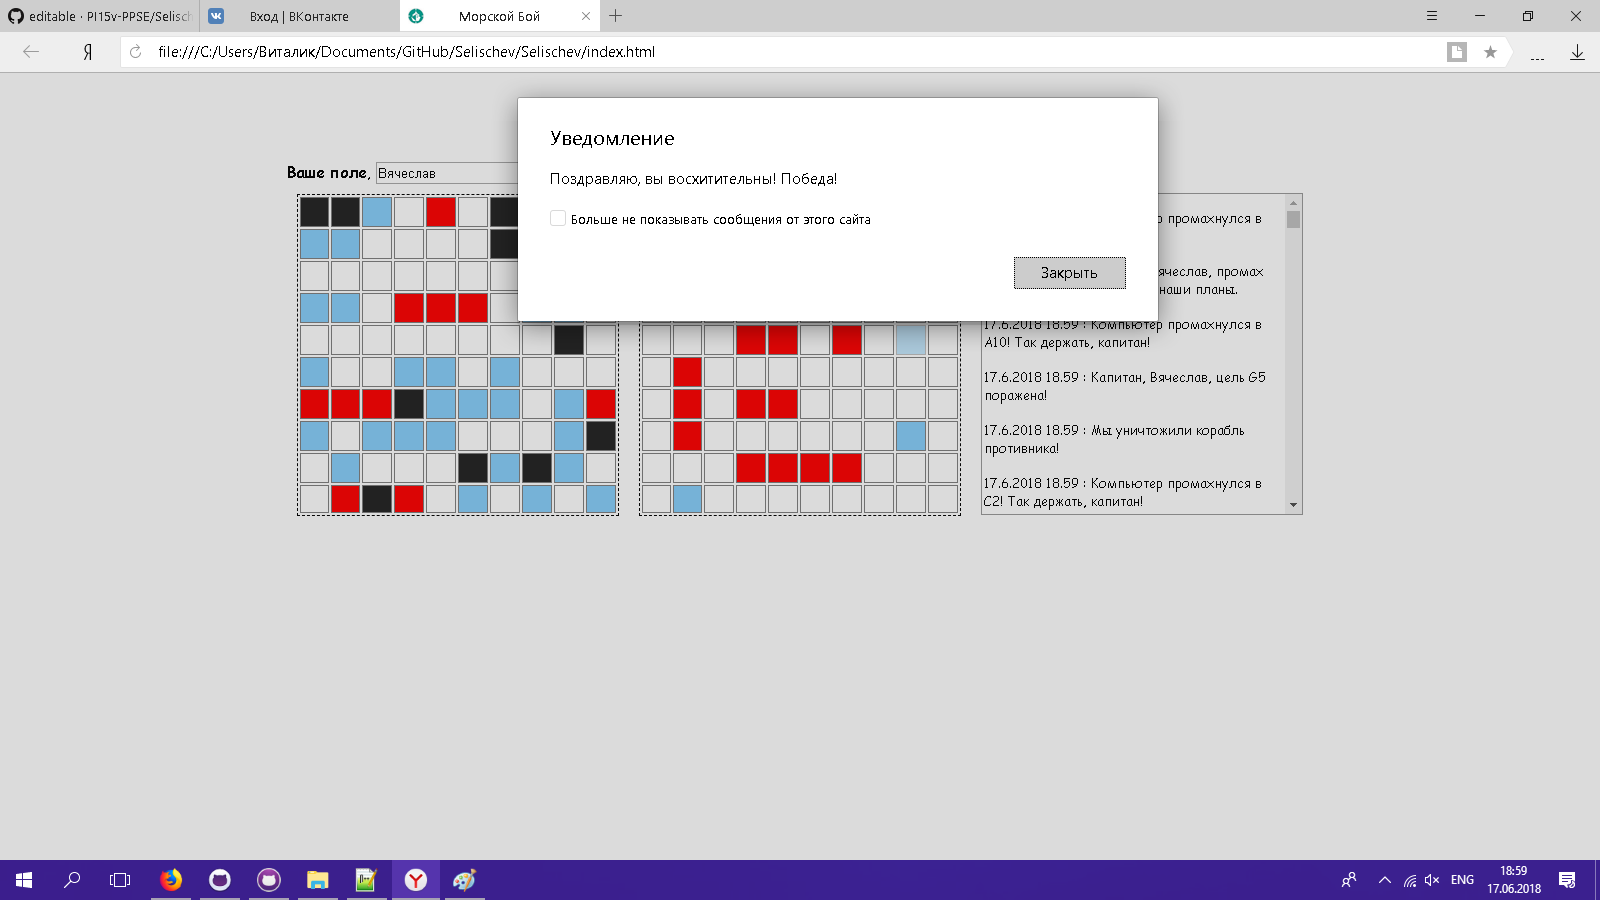 editable · PI15v-PPSE/Selisch
Вход | ВКонтакте
Морской Бой
Я
file:///C:/Users/Виталик/Documents/GitHub/Selischev/Selischev/index.html
Уведомление
Поздравляю, вы восхитительны! Победа!
Больше не показывать сообщения от этого сайта
Закрыть
Ваше поле, Вячеслав
р промахнулся в
ячеслав, промах
наши планы.
17.6.2018 18.59 : Компьютер промахнулся в
A10! Так держать, капитан!
17.6.2018 18.59 : Капитан, Вячеслав, цель G5
поражена!
17.6.2018 18.59 : Мы уничтожили корабль
противника!
17.6.2018 18.59 : Компьютер промахнулся в
C2! Так держать, капитан!
ENG
18:59
17.06.2018